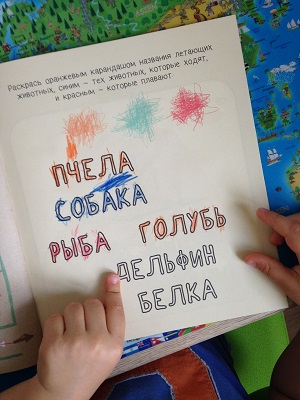 Раскрась оранжевым карандашом названия летающих
животных, синим – тех животных, которые ходят,
и красным – которые плавают.
ПЧЕЛА
СОБАКА
РЫБА ГОЛУБЬ
ДЕЛЬФИН
БЕЛКА